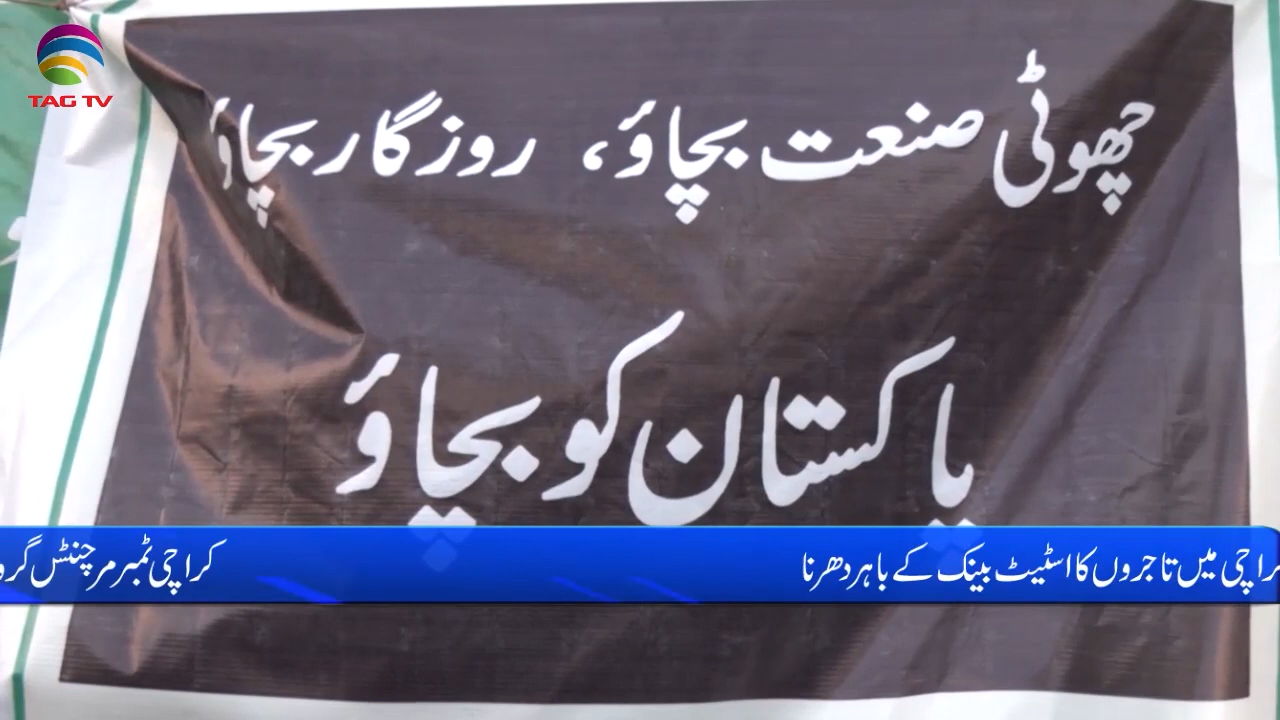 TAG TV
چھوٹی صنعت بچاؤ، روزگار بچاؤ
پاکستان کو بچاؤ
کراچی میں تاجروں کا اسٹیٹ بینک کے باہر دھرنا
کراچی ٹمبر مرچنٹس